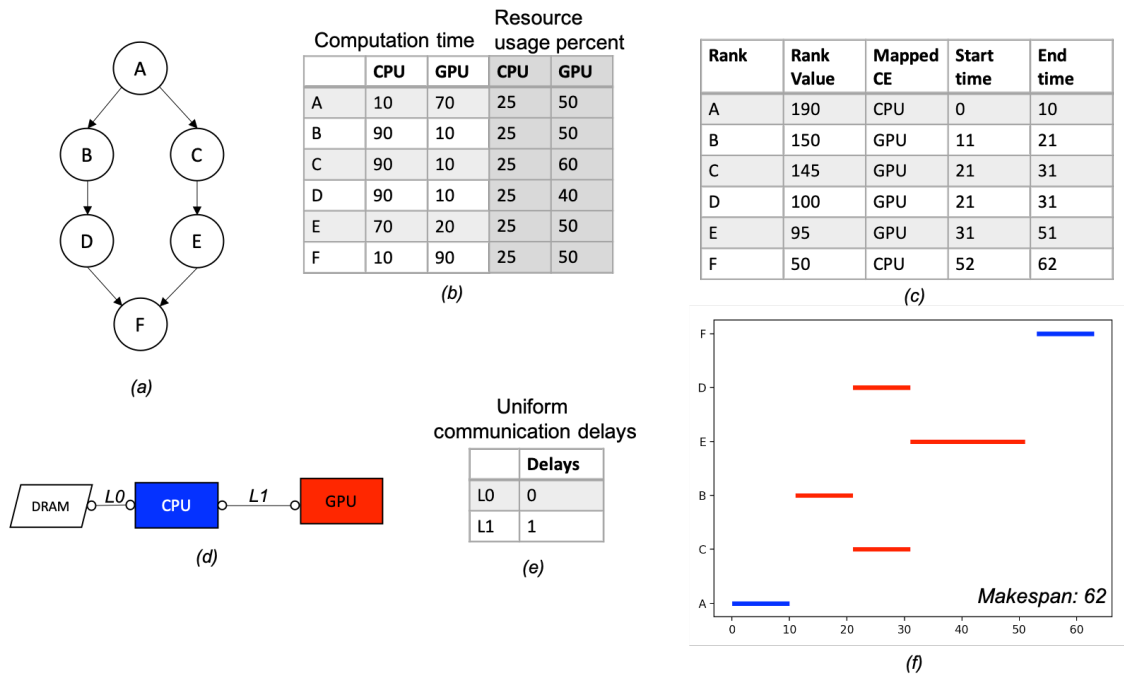 A
B
C
D
E
F
(a)
Computation time
Resource
usage percent
CPU GPU CPU GPU
A 10 70 25 50
B 90 10 25 50
C 90 10 25 60
D 90 10 25 40
E 70 20 25 50
F 10 90 25 50
(b)
Rank Rank Value Mapped CE Start time End time
A 190 CPU 0 10
B 150 GPU 11 21
C 145 GPU 21 31
D 100 GPU 21 31
E 95 GPU 31 51
F 50 CPU 52 62
(c)
DRAM L0 CPU L1 GPU
(d)
Uniform
communication delays
Delays
L0 0
L1 1
(e)
F
D
E
B
C
A
Makespan: 62
0 10 20 30 40 50 60
(f)